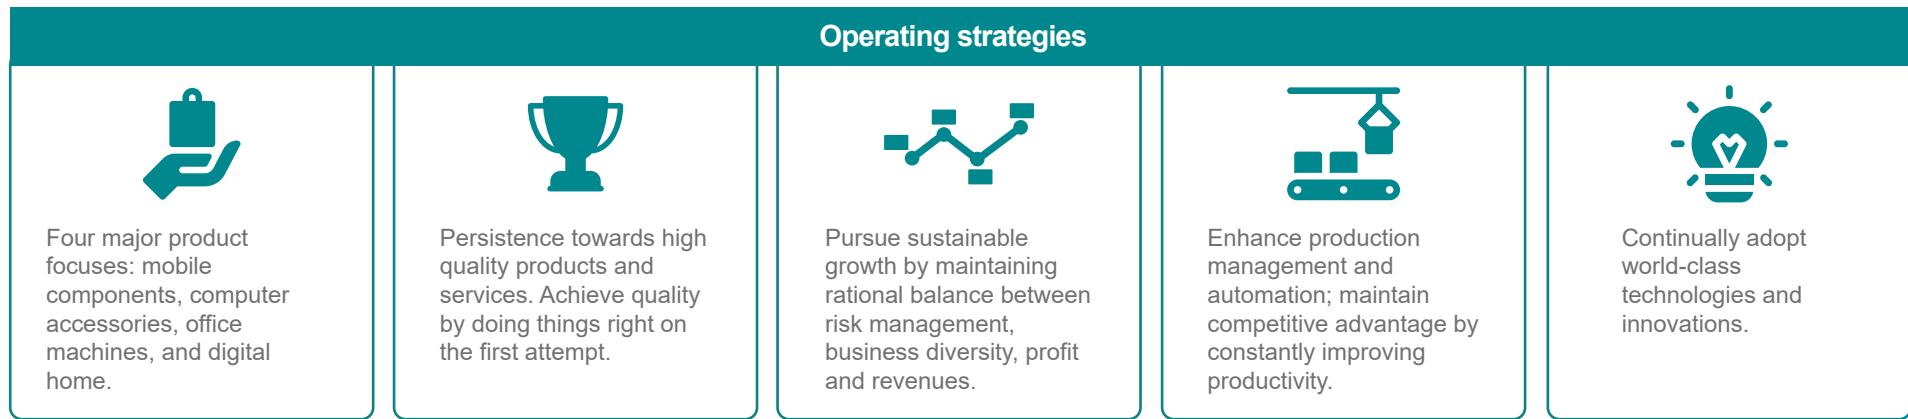 Operating strategies
Four major product
focuses: mobile
components, computer
accessories, office
machines, and digital
home.
Persistence towards high
quality products and
services. Achieve quality
by doing things right on
the first attempt.
Pursue sustainable
growth by maintaining
rational balance between
risk management,
business diversity, profit
and revenues.
Enhance production
management and
automation; maintain
competitive advantage by
constantly improving
productivity.
Continually adopt
world-class
technologies and
innovations.